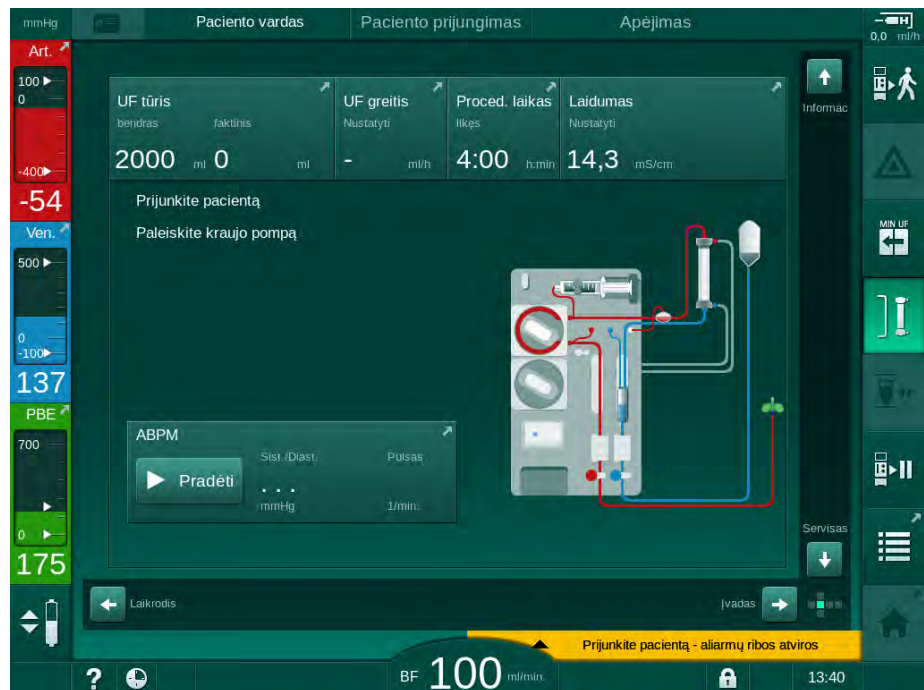 mmHg
Paciento vardas
Paciento prijungimas
Apėjimas
0,0 ml/h
Art.
100
0
-400
-54
Ven.
500
0
-100
137
PBE
700
0
175
UF tūris
bendras
faktinis
2000 ml 0 ml
UF greitis
Nustatyti
- ml/h
Proced. laikas
likęs
4:00 h:min
Laidumas
Nustatyti
14,3 mS/cm
Informac
Prijunkite pacientą
Paleiskite kraujo pompą
ABPM
Pradėti
Sist./Diast.
. . .
mmHg
Pulsas
1/min.
MIN UF
Servisas
Laikrodis
Įvadas
Prijunkite pacientą - aliarmų ribos atviros
?
BF 100 ml/min.
13:40